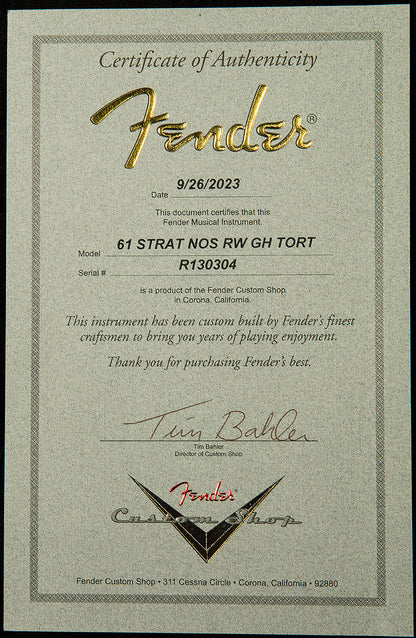 Certificate of Authenticity
Fender®
Date 9/26/2023
This document certifies that this
Fender Musical Instrument.
Model 61 STRAT NOS RW GH TORT
Serial # R130304
is a product of the Fender Custom Shop
in Corona, California.
This instrument has been custom built by Fender's finest
craftsmen to bring you years of playing enjoyment.
Thank you for purchasing Fender's best.
Tim Bahler
Tim Bahler
Director of Custom Shop
Fender®
Custom Shop
Fender Custom Shop • 311 Cessna Circle • Corona, California • 92880